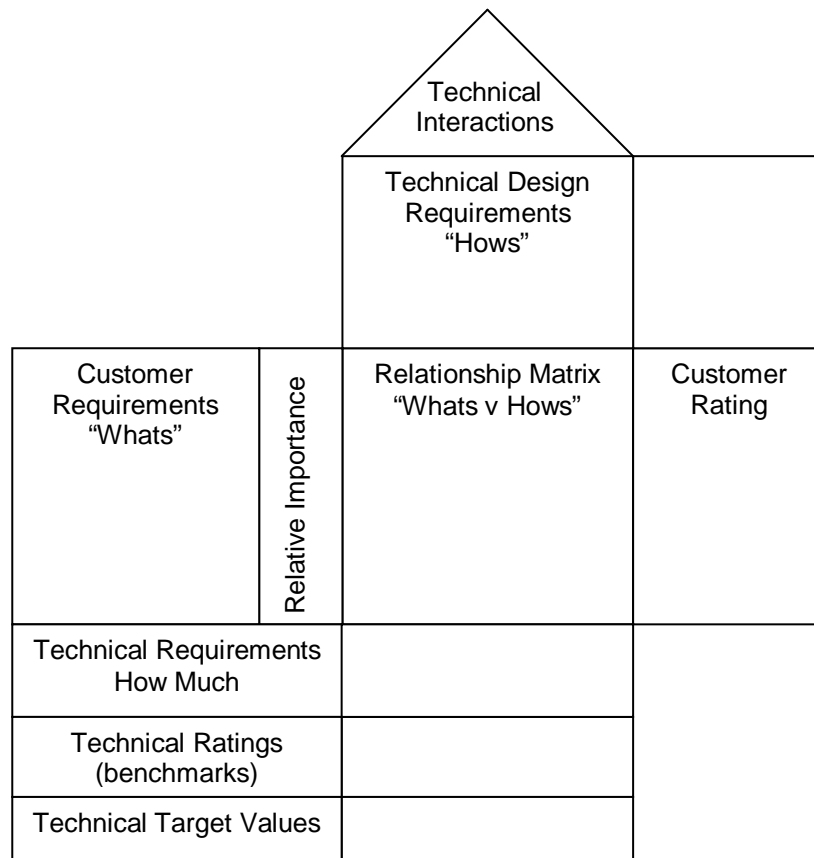 Technical
Interactions
Technical Design
Requirements
“Hows”
Customer
Requirements
“Whats”
Relative Importance
Relationship Matrix
“Whats v Hows”
Customer
Rating
Technical Requirements
How Much
Technical Ratings
(benchmarks)
Technical Target Values